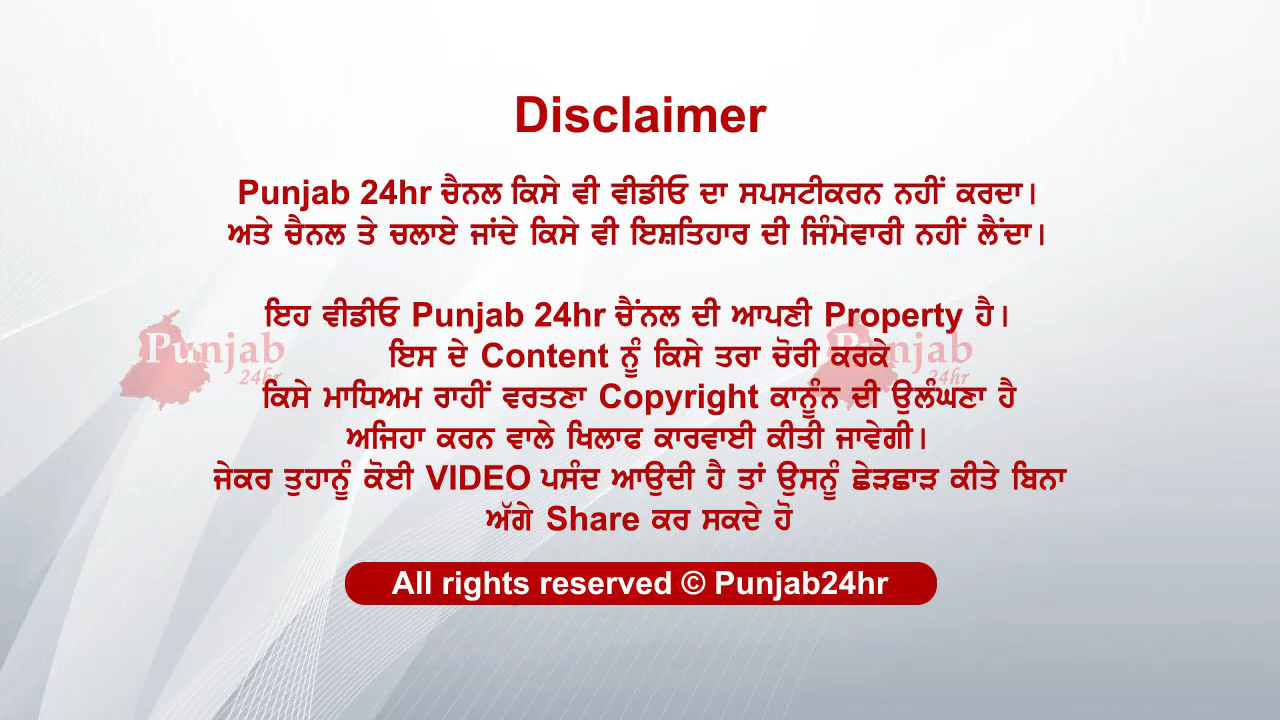 Disclaimer
Punjab 24hr ਚੈਨਲ ਕਿਸੇ ਵੀ ਵੀਡੀਓ ਦਾ ਸਪਸਟੀਕਰਨ ਨਹੀਂ ਕਰਦਾ।
ਅਤੇ ਚੈਨਲ ਤੇ ਚਲਾਏ ਜਾਂਦੇ ਕਿਸੇ ਵੀ ਇਸ਼ਤਿਹਾਰ ਦੀ ਜਿੰਮੇਵਾਰੀ ਨਹੀਂ ਲੈਂਦਾ।
ਇਹ ਵੀਡੀਓ Punjab 24hr ਚੈਂਨਲ ਦੀ ਆਪਣੀ Property ਹੈ।
ਇਸ ਦੇ Content ਨੂੰ ਕਿਸੇ ਤਰਾ ਚੋਰੀ ਕਰਕੇ
ਕਿਸੇ ਮਾਧਿਅਮ ਰਾਹੀਂ ਵਰਤਣਾ Copyright ਕਾਨੂੰਨ ਦੀ ਉਲੰਘਣਾ ਹੈ
ਅਜਿਹਾ ਕਰਨ ਵਾਲੇ ਖਿਲਾਫ ਕਾਰਵਾਈ ਕੀਤੀ ਜਾਵੇਗੀ।
ਜੇਕਰ ਤੁਹਾਨੂੰ ਕੋਈ VIDEO ਪਸੰਦ ਆਉਦੀ ਹੈ ਤਾਂ ਉਸਨੂੰ ਛੇੜਛਾੜ ਕੀਤੇ ਬਿਨਾ
ਅੱਗੇ Share ਕਰ ਸਕਦੇ ਹੋ
All rights reserved © Punjab24hr
Punjab
24hr
Punjab
24hr